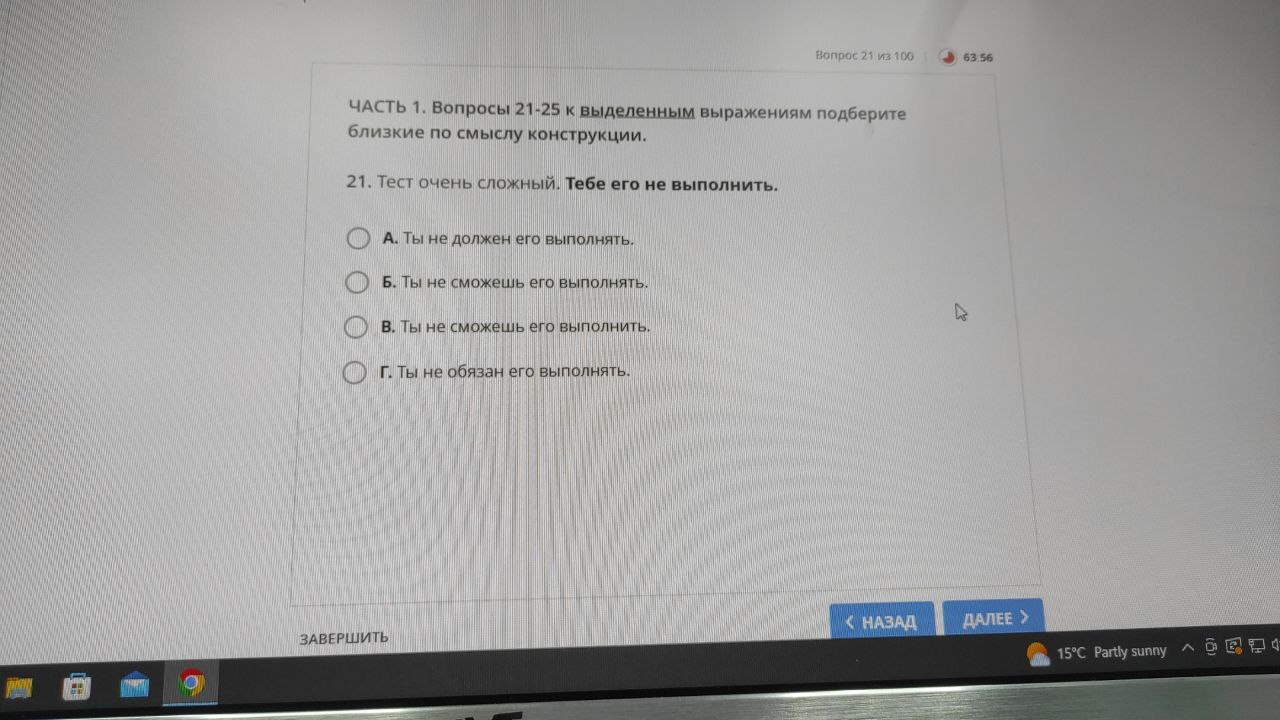 Вопрос 21 из 100
63:56
ЧАСТЬ 1. Вопросы 21-25 к выделенным выражениям подберите
близкие по смыслу конструкции.
21. Тест очень сложный. Тебе его не выполнить.
А. Ты не должен его выполнять.
Б. Ты не сможешь его выполнять.
В. Ты не сможешь его выполнить.
Г. Ты не обязан его выполнять.
ЗАВЕРШИТЬ
НАЗАД
ДАЛЕЕ
15°C Partly sunny